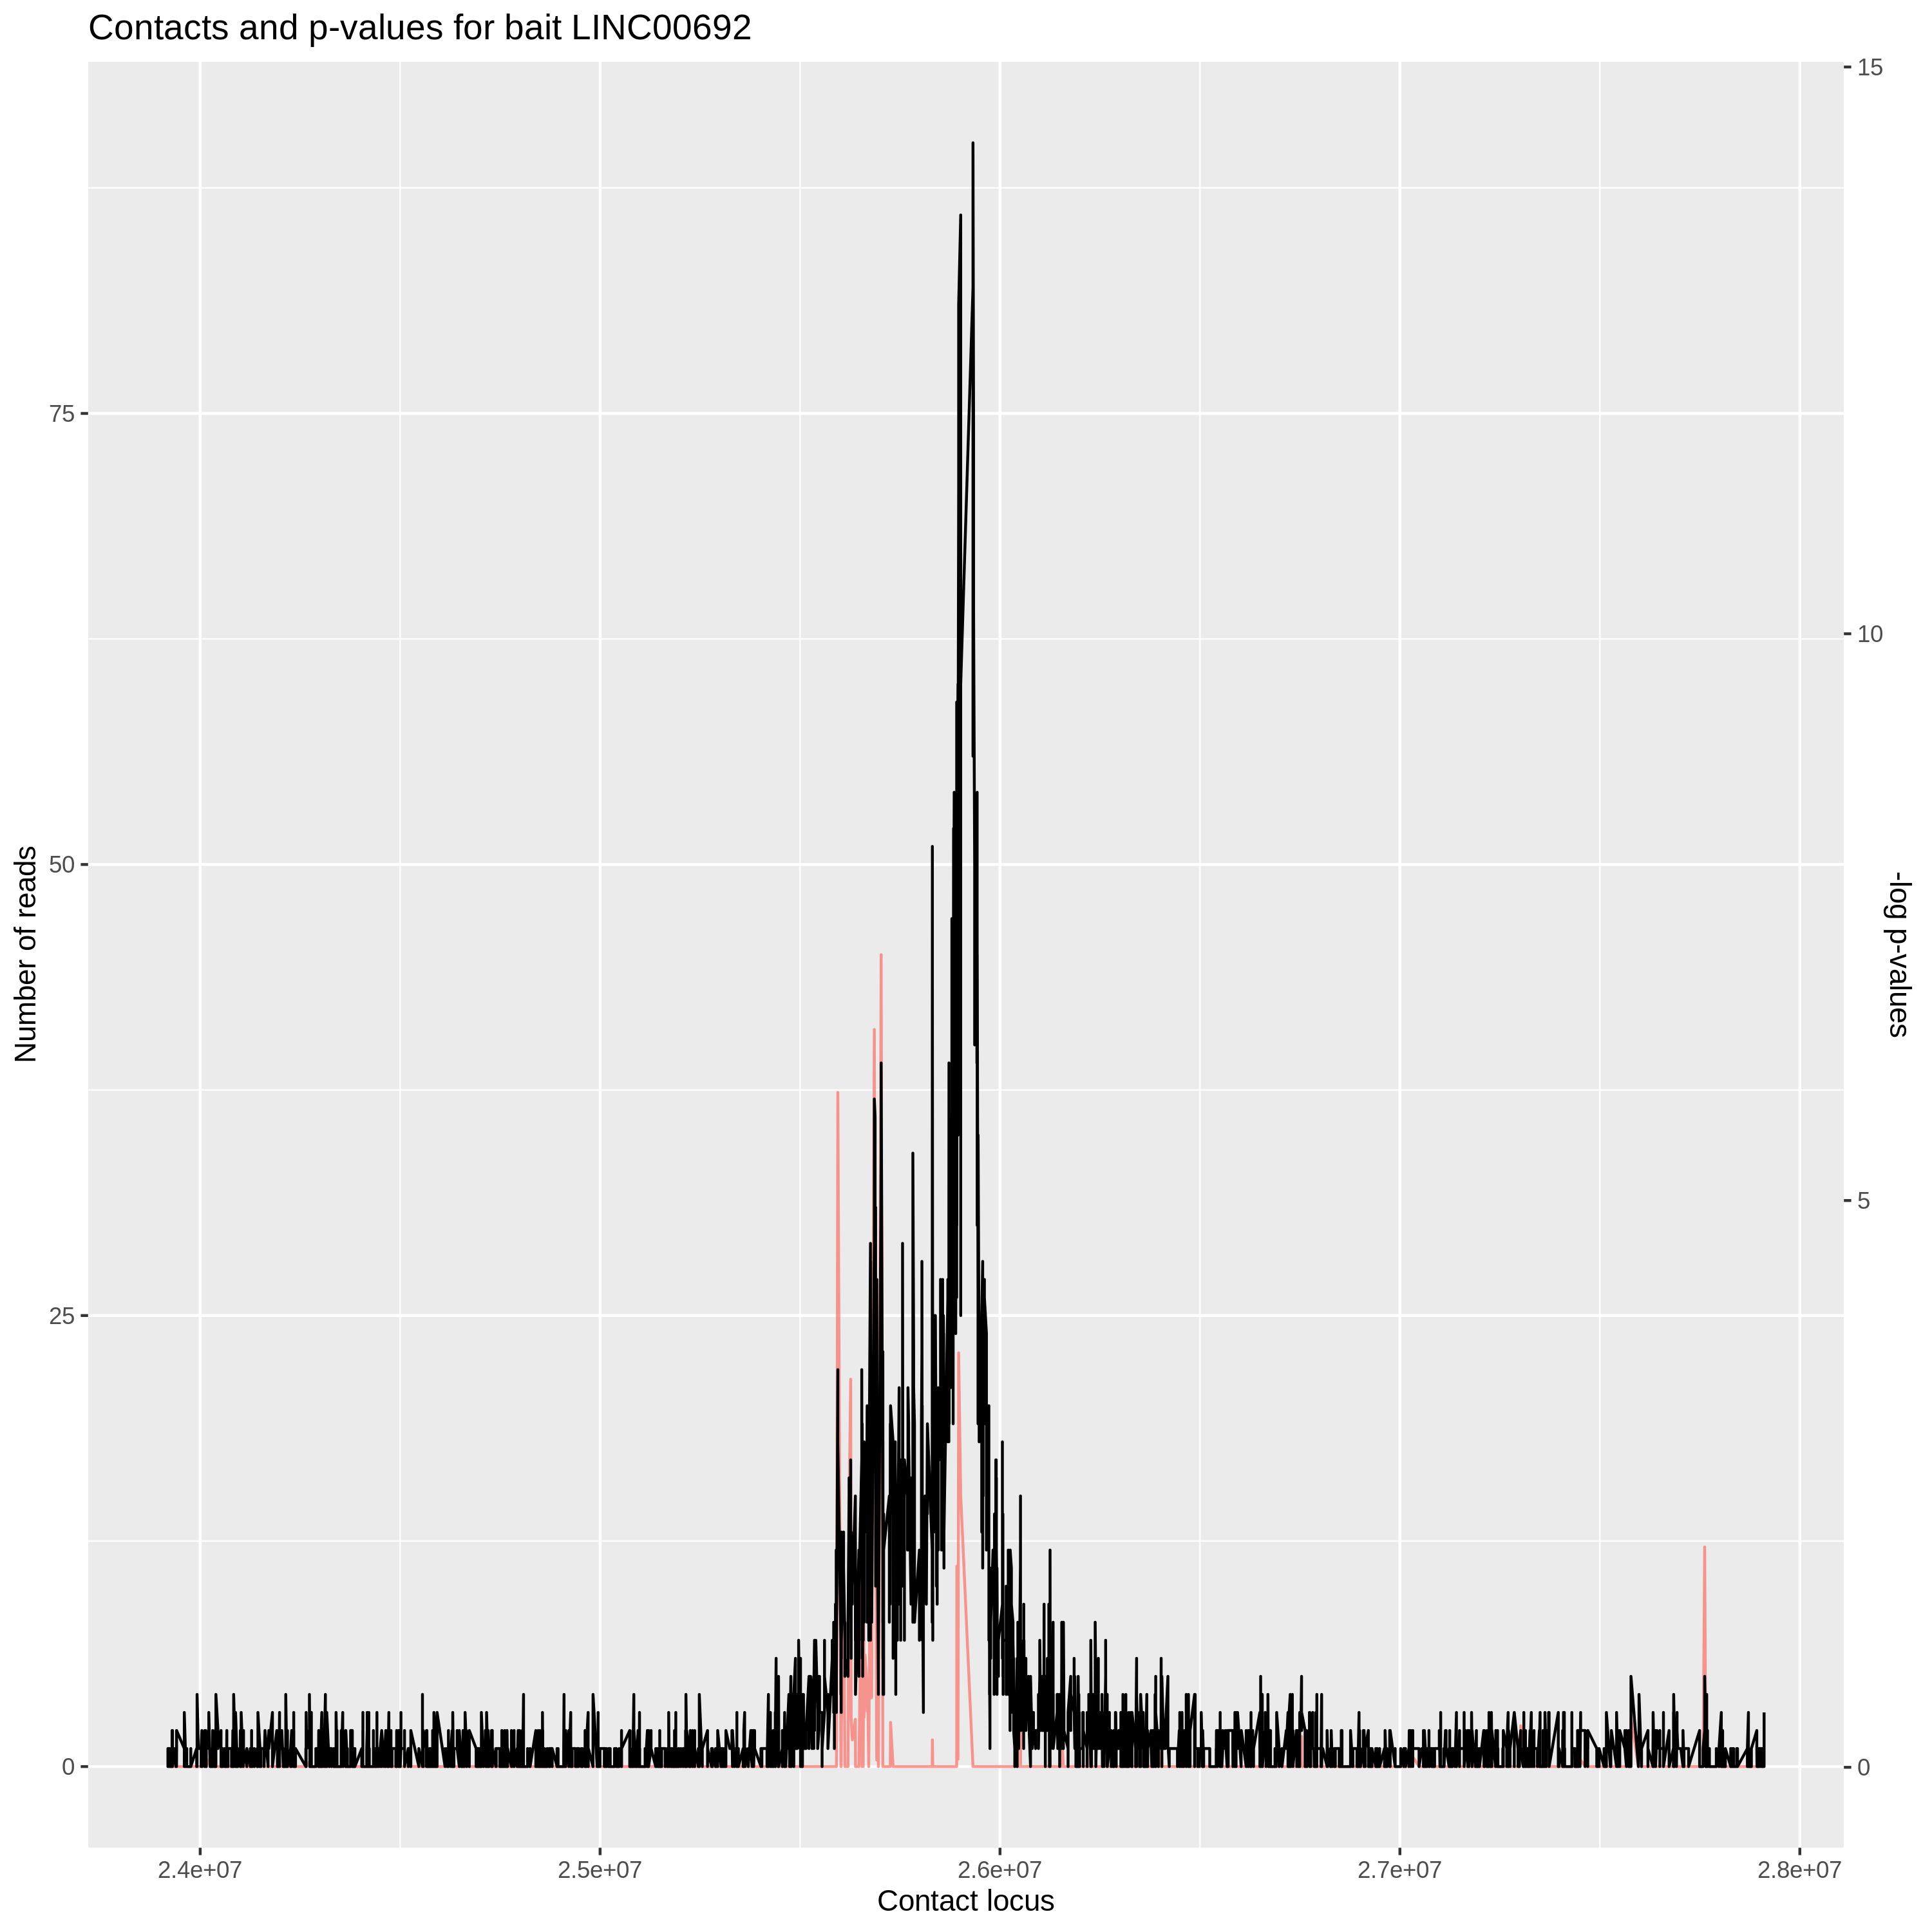 Contacts and p-values for bait LINC00692
15
75
10
50
5
25
0
0
Number of reads
-log p-values
2.4e+07 2.5e+07 2.6e+07 2.7e+07 2.8e+07
Contact locus